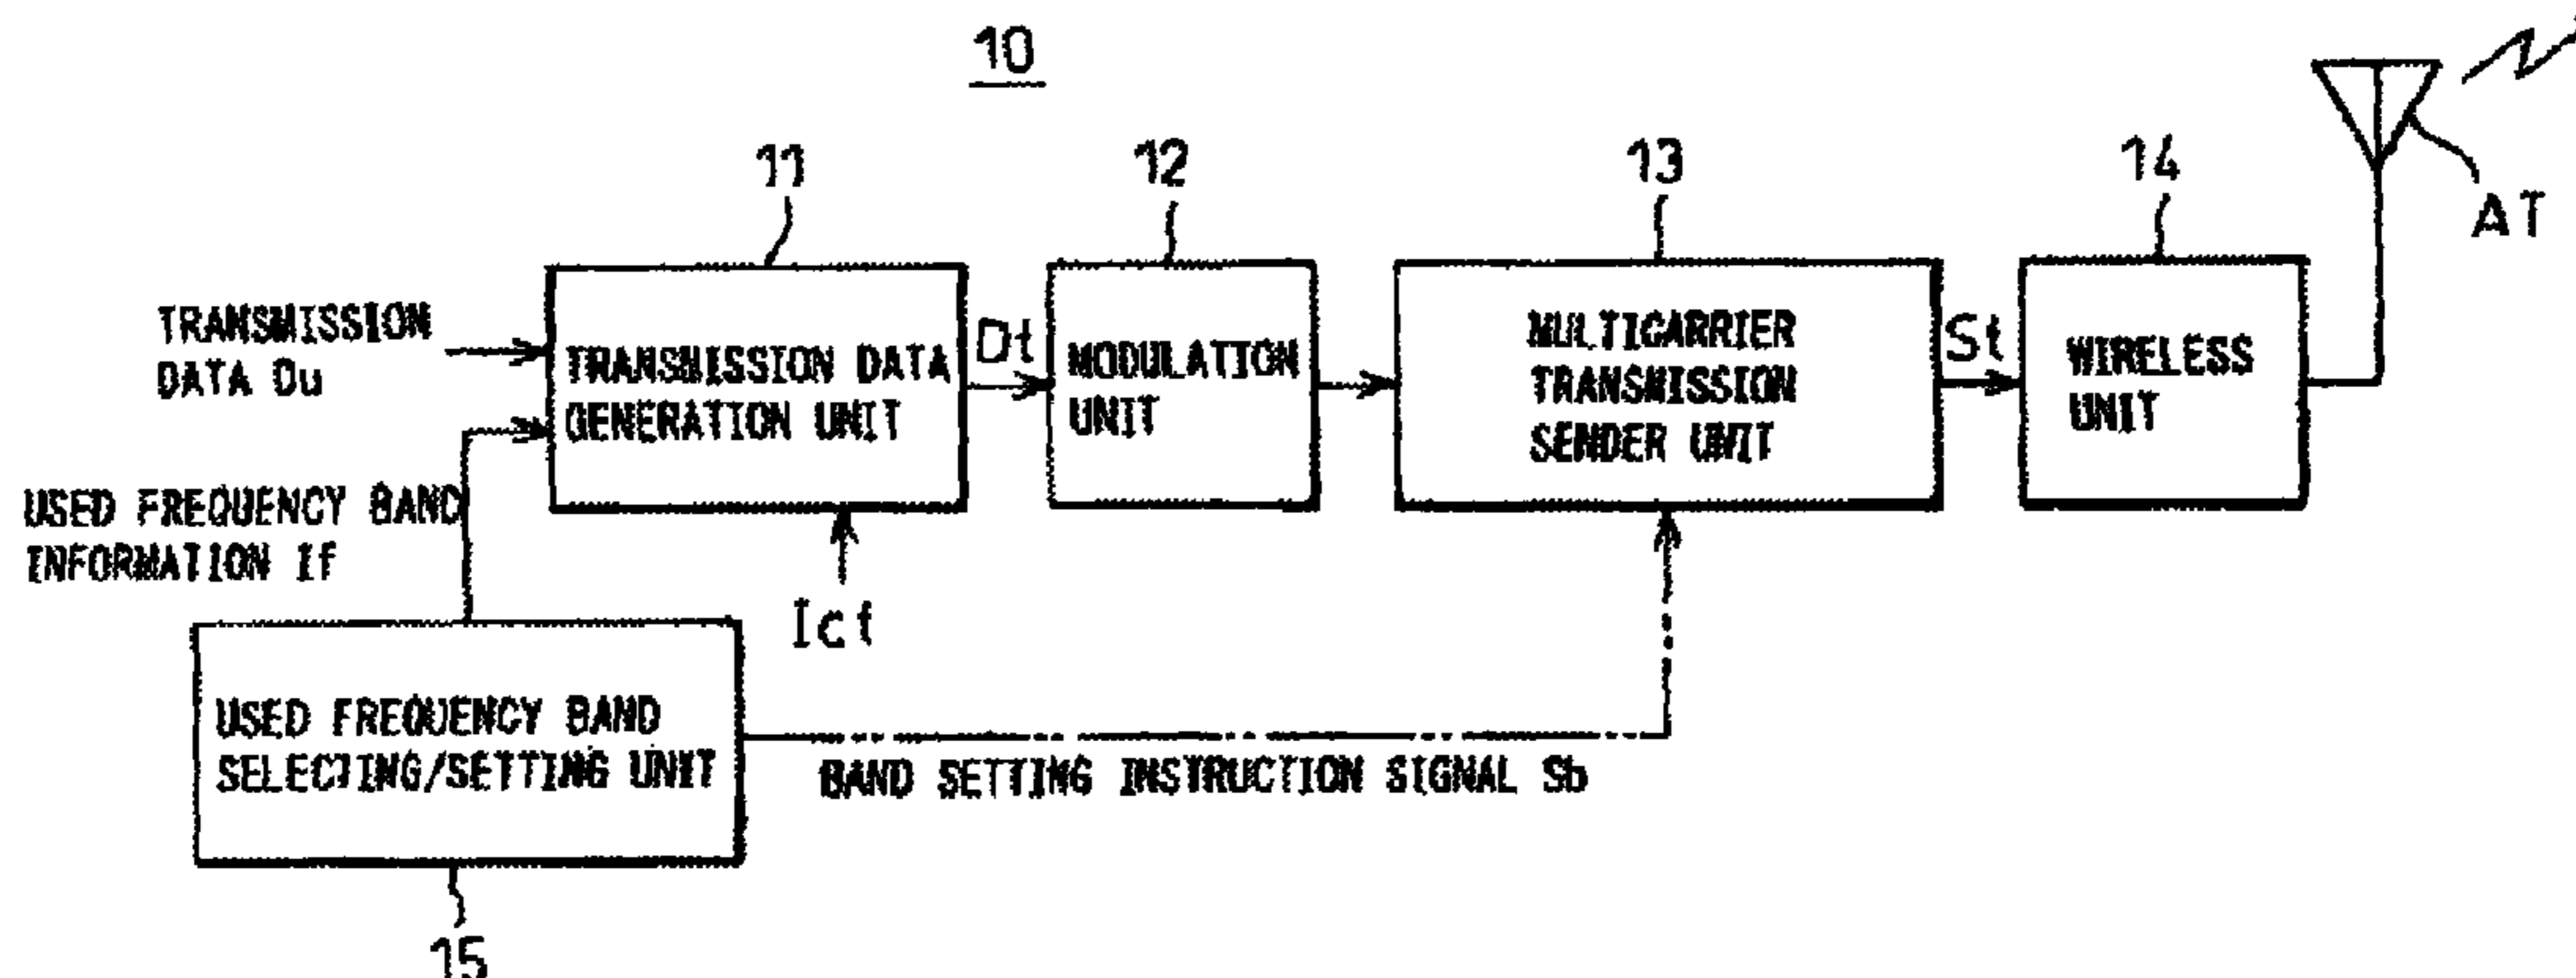 10
11
12
13
14
AT
TRANSMISSION
DATA Du
TRANSMISSION DATA
GENERATION UNIT
Dt
MODULATION
UNIT
MULTICARRIER
TRANSMISSION
SENDER UNIT
St
WIRELESS
UNIT
USED FREQUENCY BAND
INFORMATION If
Ict
USED FREQUENCY BAND
SELECTING/SETTING UNIT
BAND SETTING INSTRUCTION SIGNAL Sb
15